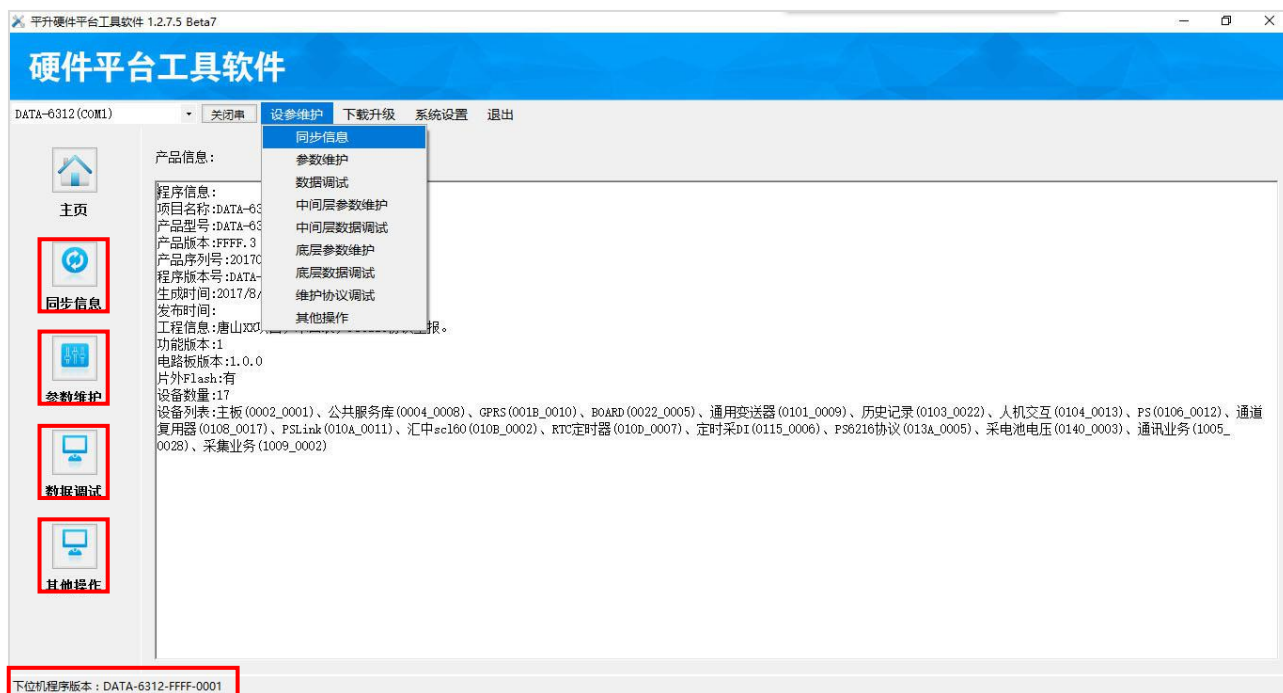 平升硬件平台工具软件 1.2.7.5 Beta7
硬件平台工具软件
DATA-6312(COM1) 关闭串 设参维护 下载升级 系统设置 退出
同步信息
参数维护
数据调试
中间层参数维护
中间层数据调试
底层参数维护
底层数据调试
维护协议调试
其他操作
主页
同步信息
参数维护
数据调试
其他操作
产品信息:
程序信息:
项目名称:DATA-63
产品型号:DATA-63
产品版本:FFFF.3
产品序列号:20170
程序版本号:DATA-
生成时间:2017/8/
发布时间:
工程信息:唐山XX 报。
功能版本:1
电路板版本:1.0.0
片外Flash:有
设备数量:17
设备列表:主板(0002_0001)、公共服务库(0004_0008)、GPRS(001B_0010)、BOARD(0022_0005)、通用变送器(0101_0009)、历史记录(0103_0022)、人机交互(0104_0013)、PS(0106_0012)、通道
复用器(0108_0017)、PSLink(010A_0011)、汇中scl60(010B_0002)、RTC定时器(010D_0007)、定时采DI(0115_0006)、PS6216协议(013A_0005)、采电池电压(0140_0003)、通讯业务(1005_
0028)、采集业务(1009_0002)
下位机程序版本：DATA-6312-FFFF-0001